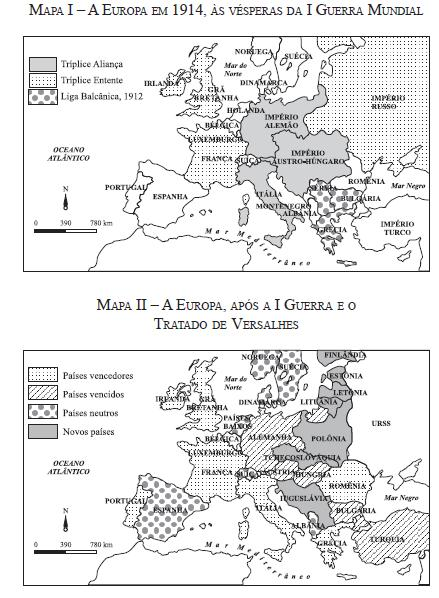 MAPA I – A EUROPA EM 1914, ÀS VÉSPERAS DA I GUERRA MUNDIAL
Tríplice Aliança
Tríplice Entente
Liga Balcânica, 1912
NORUEGA
SUÉCIA
Mar do
Norte
DINAMARCA
IRLANDA
GRÃ
BRETANHA
HOLANDA
IMPÉRIO
ALEMÃO
IMPÉRIO
RUSSO
BÉLGICA
LUXEMBURGO
OCEANO
ATLÂNTICO
FRANÇA
SUÍÇA
IMPÉRIO
AUSTRO-HÚNGARO
ROMÊNIA
Mar Negro
PORTUGAL
ESPANHA
ITÁLIA
SÉRVIA
BULGÁRIA
MONTENEGRO
ALBÂNIA
GRÉCIA
IMPÉRIO
TURCO
N
0 390 780 km
Mar Mediterrâneo
MAPA II – A EUROPA, APÓS A I GUERRA E O
TRATADO DE VERSALHES
Países vencedores
Países vencidos
Países neutros
Novos países
NORUEGA
SUÉCIA
FINLÂNDIA
Mar do
Norte
ESTÔNIA
LETÔNIA
DINAMARCA
LITUÂNIA
IRLANDA
GRÃ
BRETANHA
PAÍSES
BAIXOS
URSS
BÉLGICA
ALEMANHA
POLÔNIA
LUXEMBURGO
TCHECOSLOVÁQUIA
OCEANO
ATLÂNTICO
FRANÇA
SUÍÇA
ÁUSTRIA
HUNGRIA
ROMÊNIA
Mar Negro
PORTUGAL
ESPANHA
ITÁLIA
IUGUSLÁVIA
BULGÁRIA
ALBÂNIA
GRÉCIA
TURQUIA
N
0 390 780 km
Mar Mediterrâneo